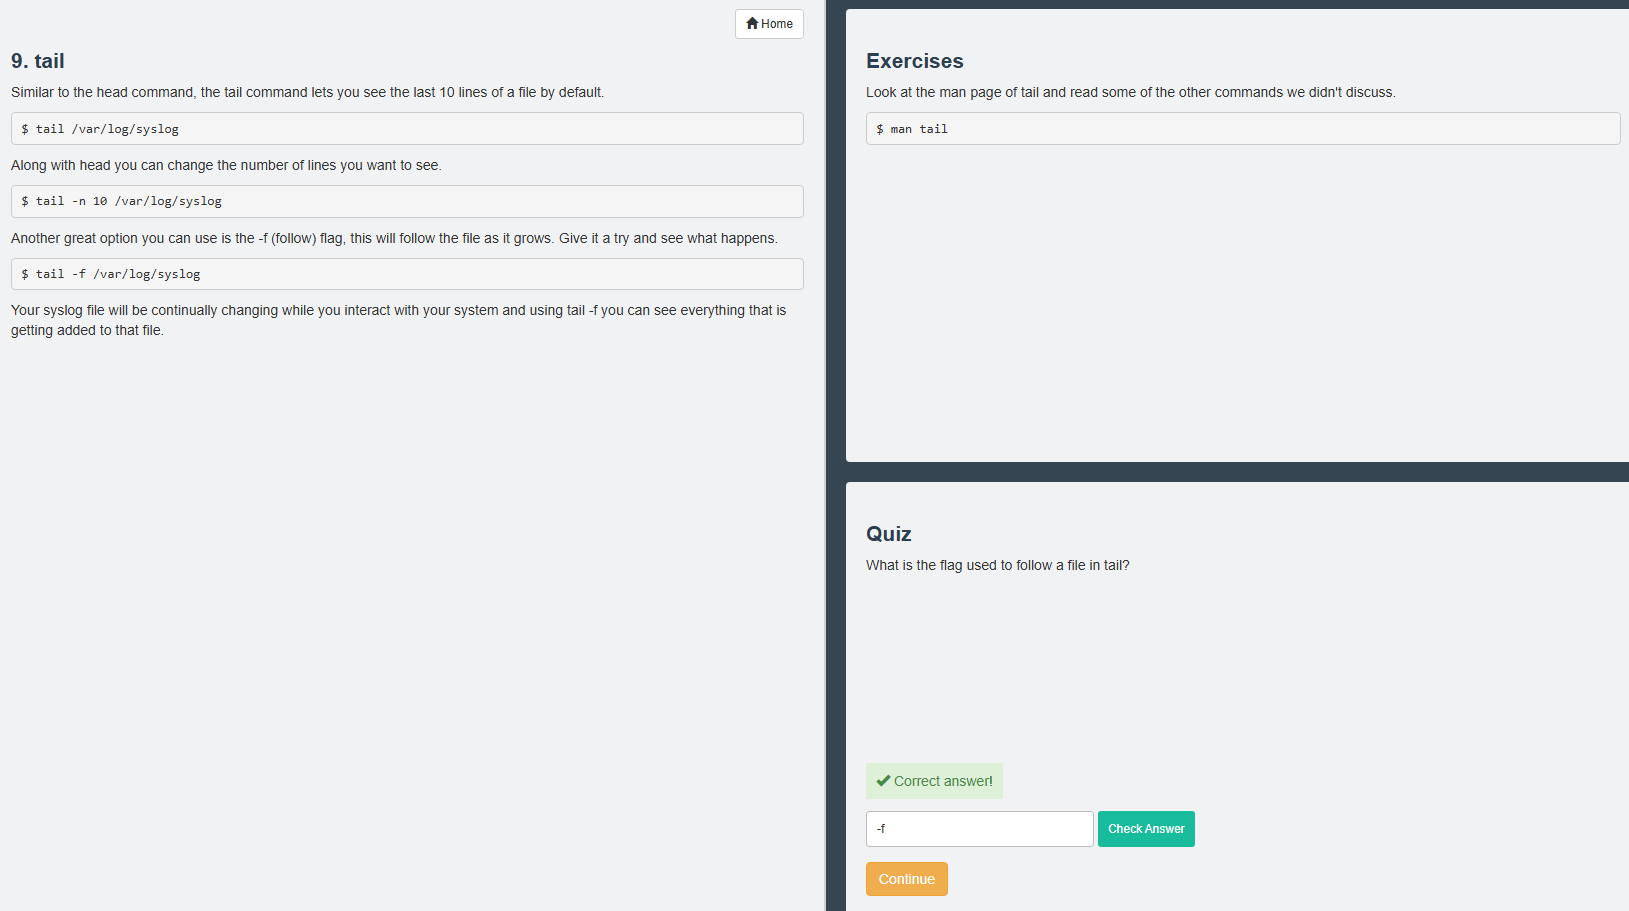 Home
9. tail
Similar to the head command, the tail command lets you see the last 10 lines of a file by default.
$ tail /var/log/syslog
Along with head you can change the number of lines you want to see.
$ tail -n 10 /var/log/syslog
Another great option you can use is the -f (follow) flag, this will follow the file as it grows. Give it a try and see what happens.
$ tail -f /var/log/syslog
Your syslog file will be continually changing while you interact with your system and using tail -f you can see everything that is
getting added to that file.
Exercises
Look at the man page of tail and read some of the other commands we didn't discuss.
$ man tail
Quiz
What is the flag used to follow a file in tail?
Correct answer!
-f
Check Answer
Continue